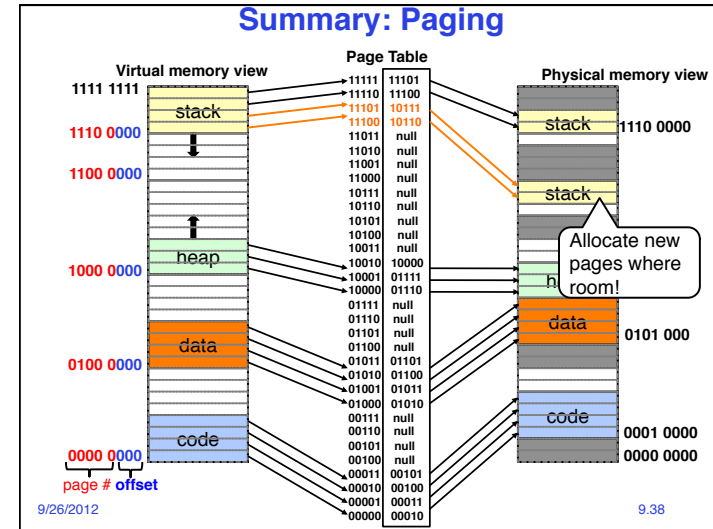 Summary: Paging
Virtual memory view
Page Table
Physical memory view
1111 1111
stack
1110 0000
1100 0000
heap
1000 0000
data
0100 0000
code
0000 0000
page # offset
11111 11101
11110 11100
11101 10111
11100 10110
11011 null
11010 null
11001 null
11000 null
10111 null
10110 null
10101 null
10100 null
10011 null
10010 10000
10001 01111
10000 01110
01111 null
01110 null
01101 null
01100 null
01011 01101
01010 01100
01001 01011
01000 01010
00111 null
00110 null
00101 null
00100 null
00011 00101
00010 00100
00001 00011
00000 00010
stack
1110 0000
stack
Allocate new
pages where
room!
data
0101 000
code
0001 0000
0000 0000
9/26/2012
9.38